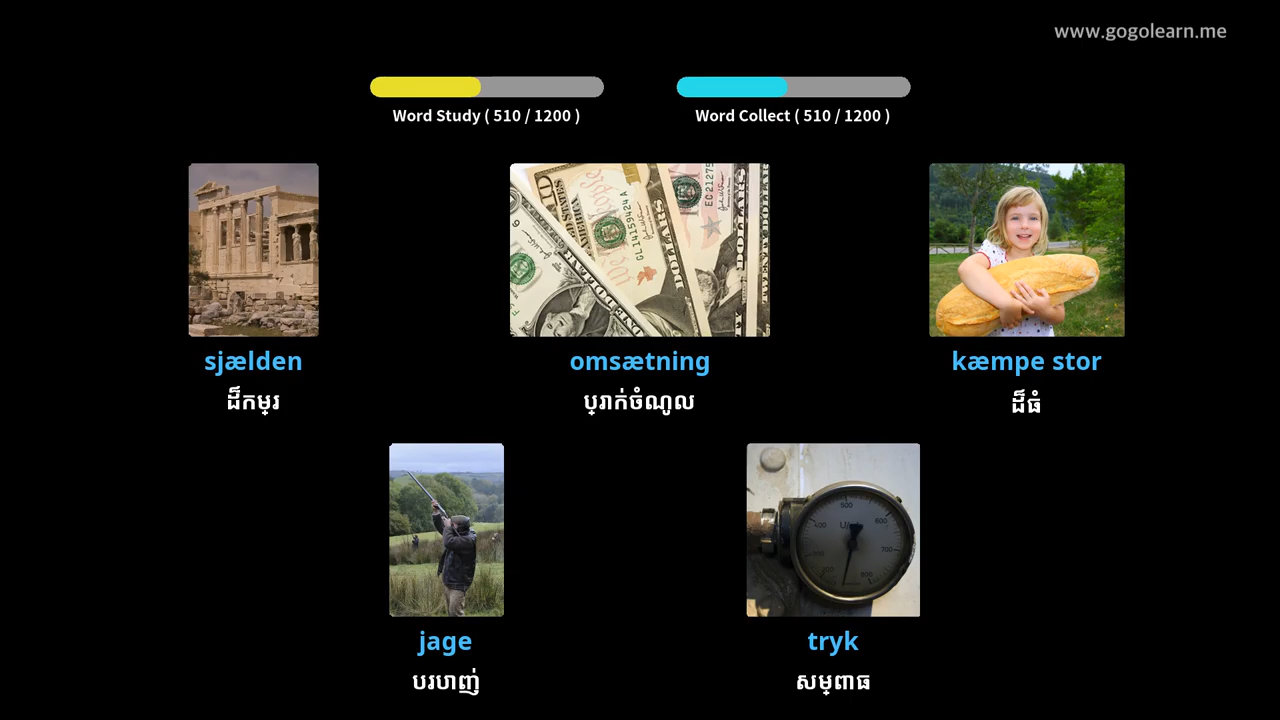 www.gogolearn.me
Word Study ( 510 / 1200 )
Word Collect ( 510 / 1200 )
sjælden
omsætning
kæmpe stor
ដ៏កម្រ
ប្រាក់ចំណូល
ដ៏ធំ
jage
tryk
បរបាញ់
សម្ពាធ